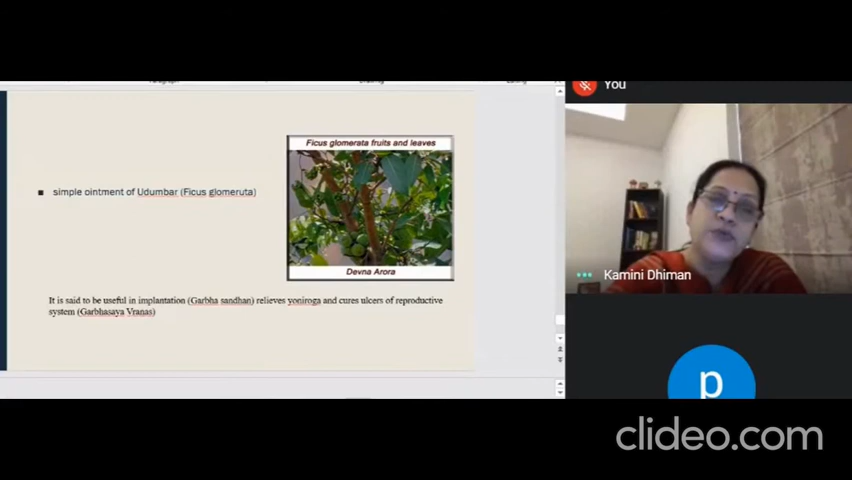 You
Ficus glomerata fruits and leaves
■ simple ointment of Udumbar (Ficus glomeruta)
Devna Arora
Kamini Dhiman
It is said to be useful in implantation (Garbha sandhan) relieves yoniroga and cures ulcers of reproductive
system (Garbhasaya Vranas)
p
clideo.com